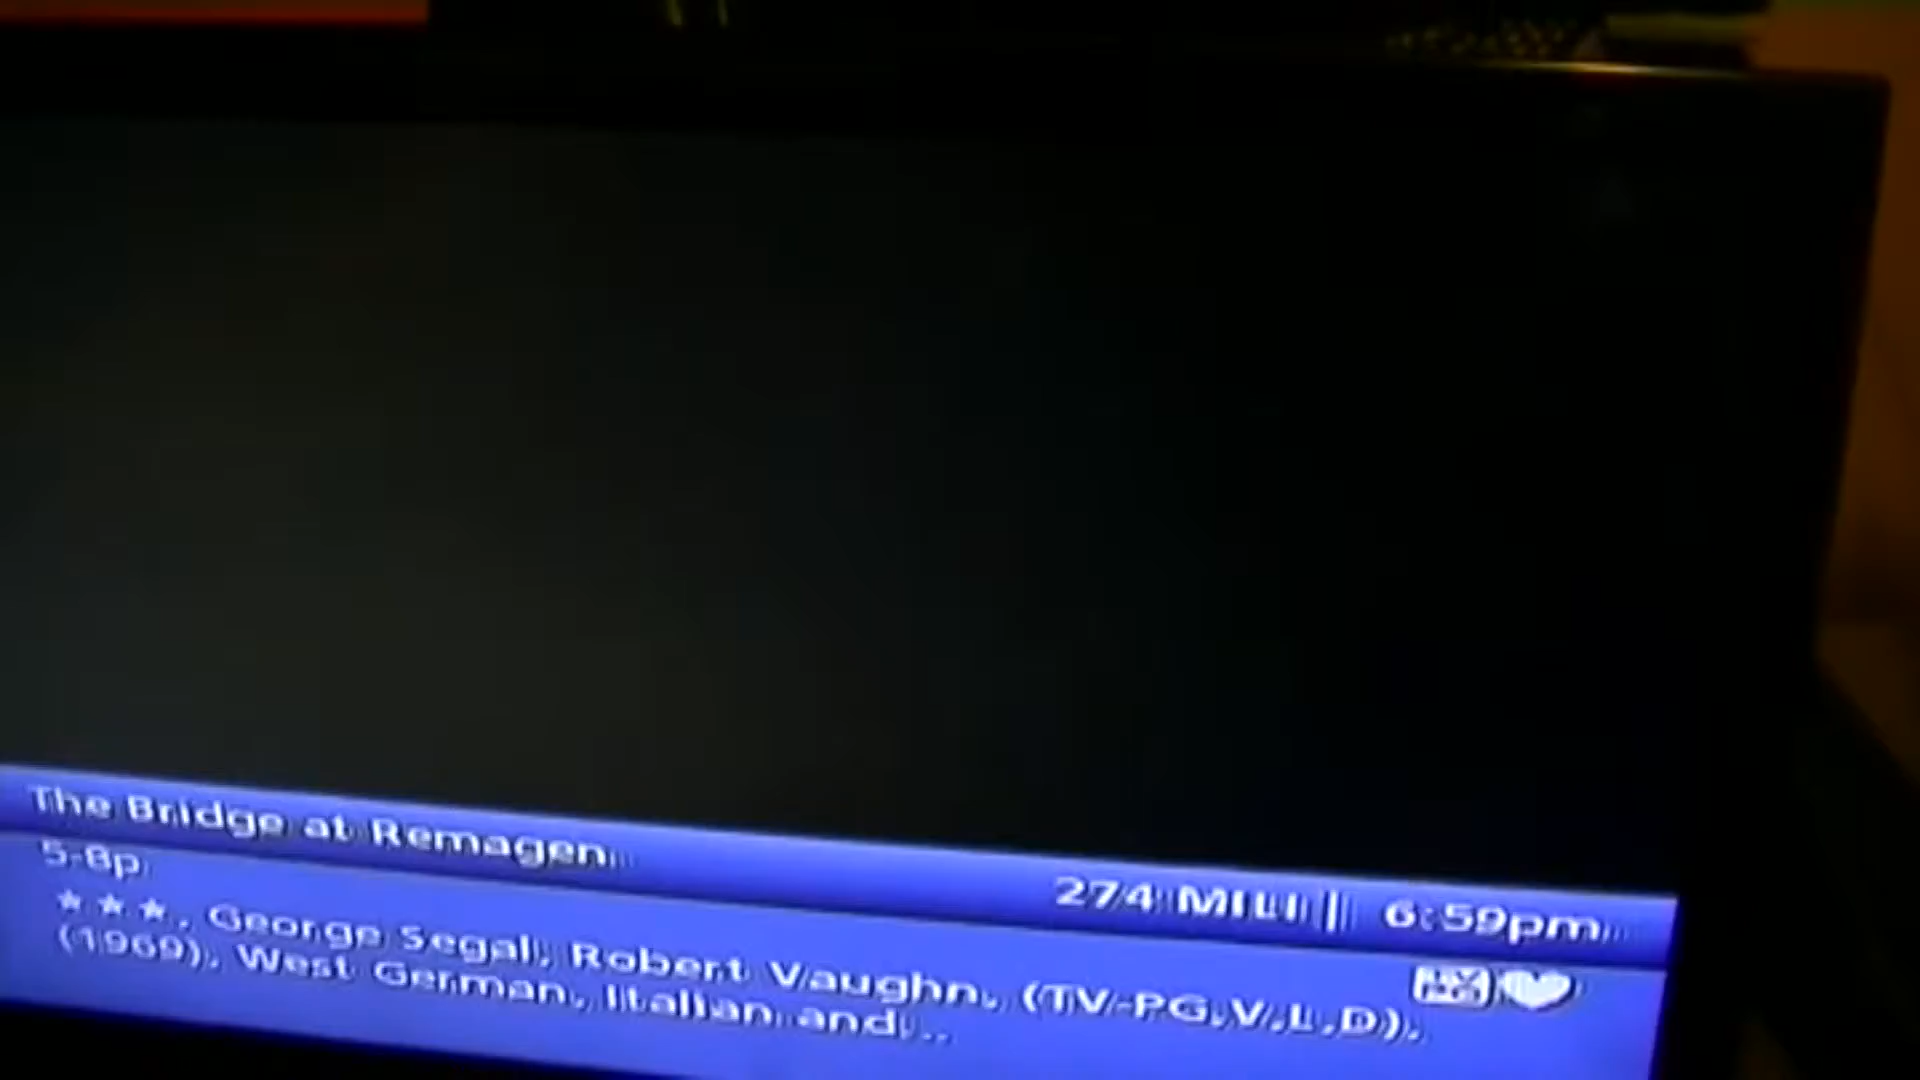 The Bridge at Remagen
274 MILI 6:59pm
5-8p
★★★, George Segal, Robert Vaughn, (TV-PG,V,L,D),
(1969), West German, Italian and...